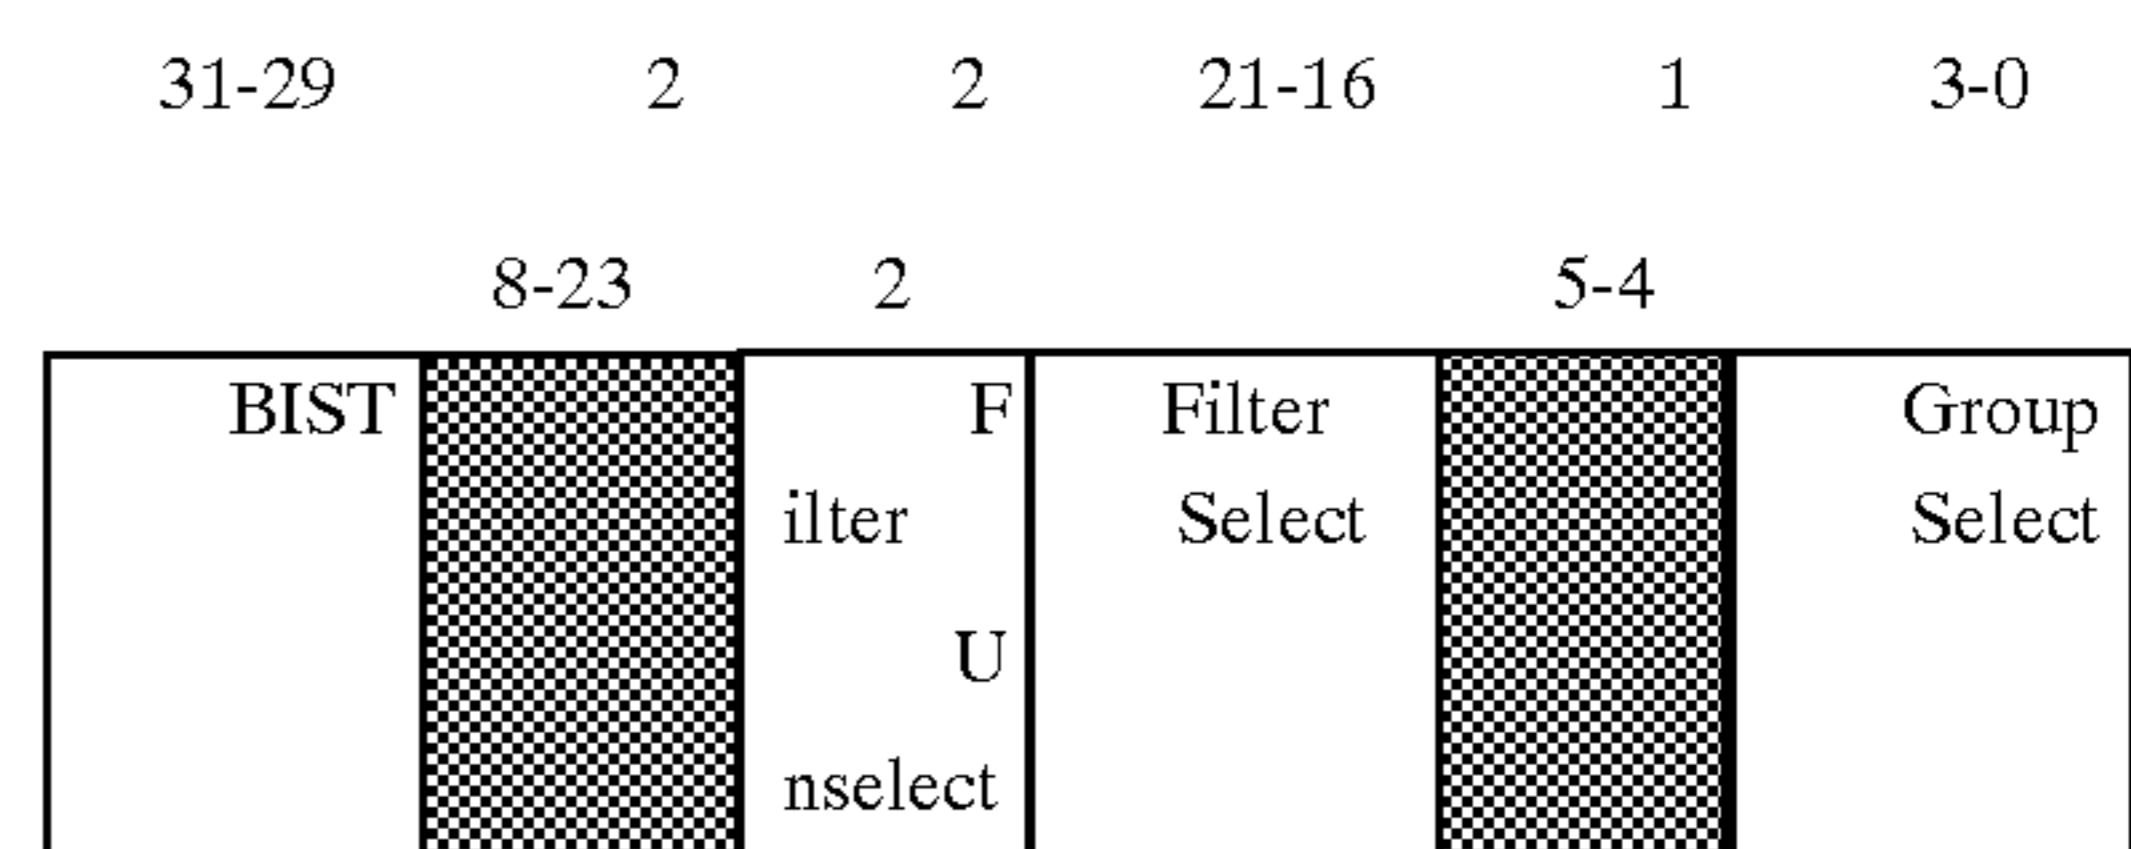 31-29 2 2 21-16 1 3-0
8-23 2 5-4
BIST F Filter Group
ilter Select Select
U
nselect